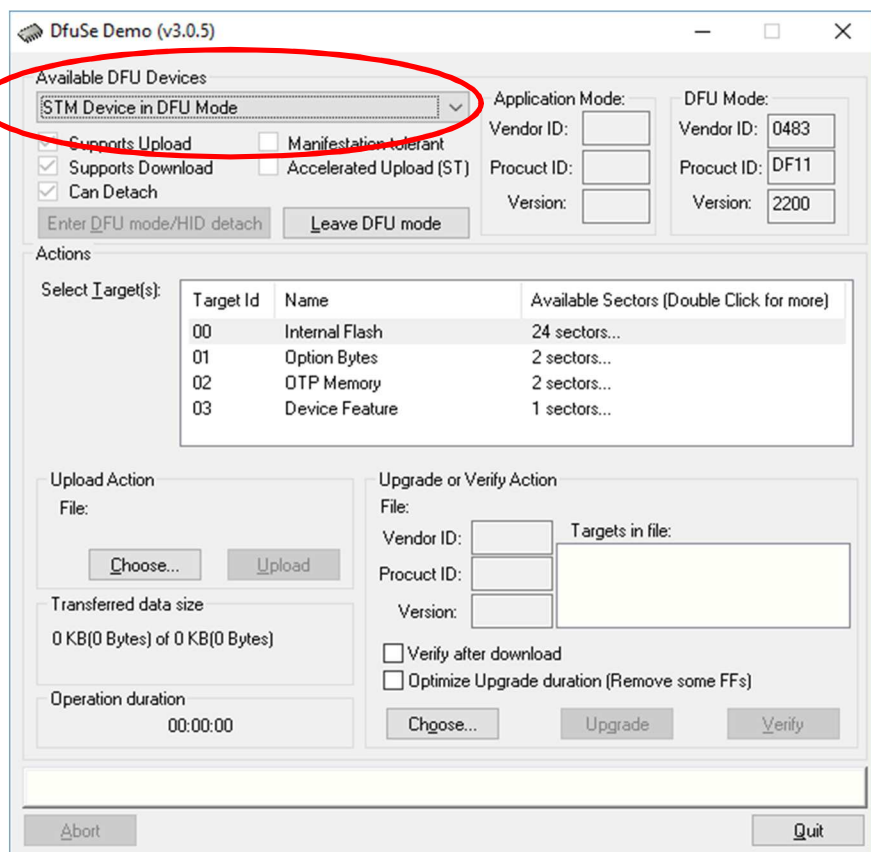 DfuSe Demo (v3.0.5)
Available DFU Devices
STM Device in DFU Mode
Supports Upload
Manifestation tolerant
Supports Download
Accelerated Upload (ST)
Can Detach
Enter DFU mode/HID detach
Leave DFU mode
Application Mode:
Vendor ID:
Procuct ID:
Version:
DFU Mode:
Vendor ID: 0483
Procuct ID: DF11
Version: 2200
Actions
Select Target(s):
Target Id Name Available Sectors (Double Click for more)
00 Internal Flash 24 sectors...
01 Option Bytes 2 sectors...
02 OTP Memory 2 sectors...
03 Device Feature 1 sectors...
Upload Action
File:
Choose...
Upload
Transferred data size
0 KB(0 Bytes) of 0 KB(0 Bytes)
Operation duration
00:00:00
Upgrade or Verify Action
File:
Vendor ID:
Procuct ID:
Version:
Targets in file:
Verify after download
Optimize Upgrade duration (Remove some FFs)
Choose...
Upgrade
Verify
Abort
Quit